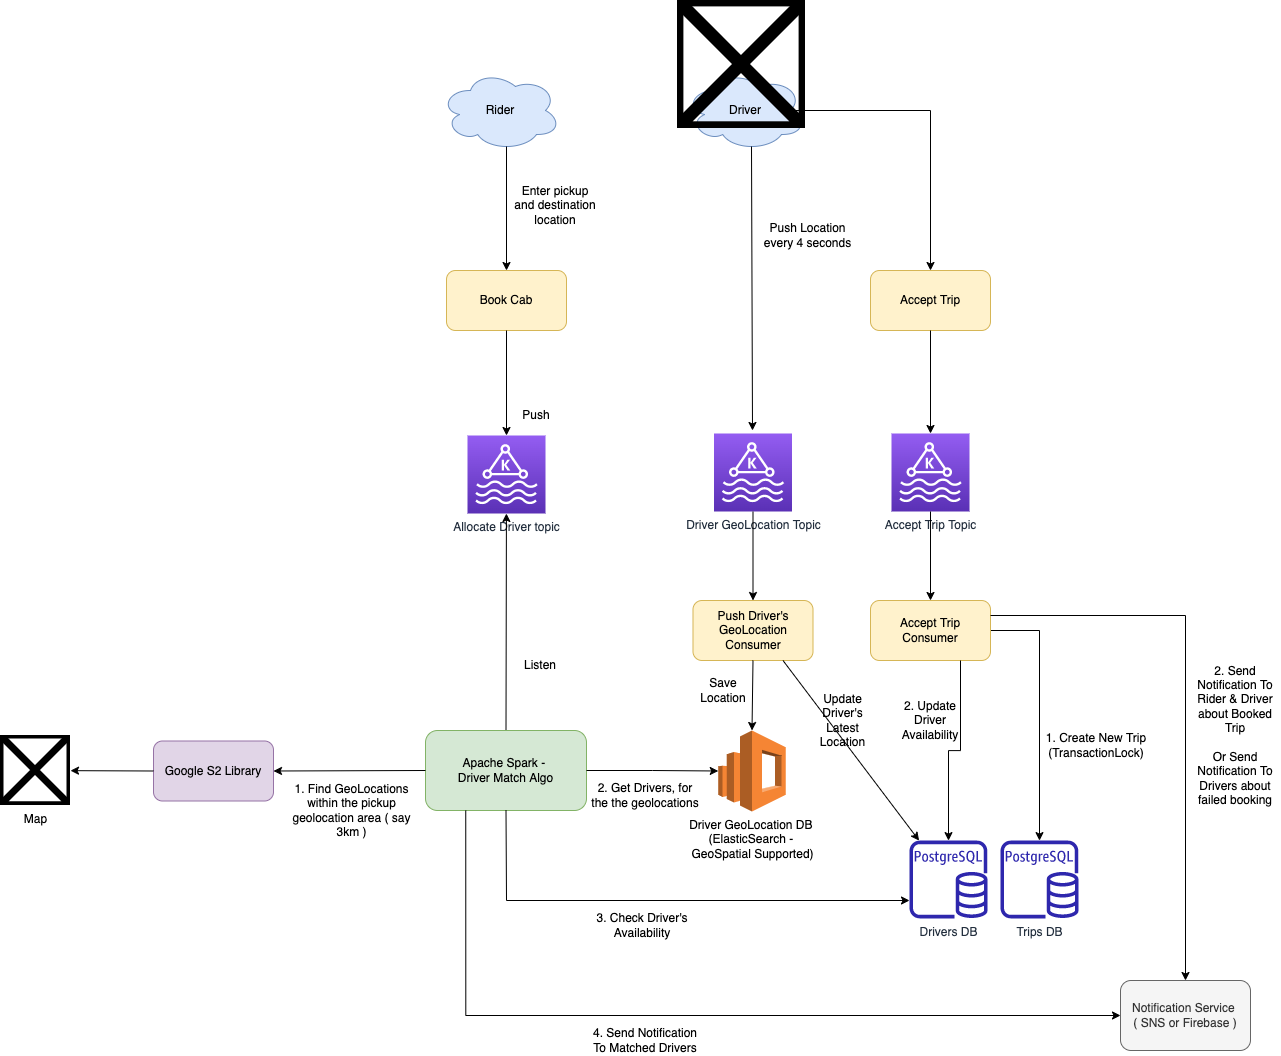 Rider
Driver
Enter pickup
and destination
location
Push Location
every 4 seconds
Book Cab
Accept Trip
Push
K
K
K
Allocate Driver topic
Driver GeoLocation Topic
Accept Trip Topic
Push Driver's
GeoLocation
Consumer
Accept Trip
Consumer
Listen
Save
Location
Update
Driver's
Latest
Location
2. Update
Driver
Availability
1. Create New Trip
(TransactionLock)
2. Send
Notification To
Rider & Driver
about Booked
Trip
Or Send
Notification To
Drivers about
failed booking
Map
Google S2 Library
1. Find GeoLocations
within the pickup
geolocation area ( say
3km )
Apache Spark -
Driver Match Algo
2. Get Drivers, for
the the geolocations
Driver GeoLocation DB
(ElasticSearch -
GeoSpatial Supported)
PostgreSQL
PostgreSQL
Drivers DB
Trips DB
3. Check Driver's
Availability
4. Send Notification
To Matched Drivers
Notification Service
( SNS or Firebase )